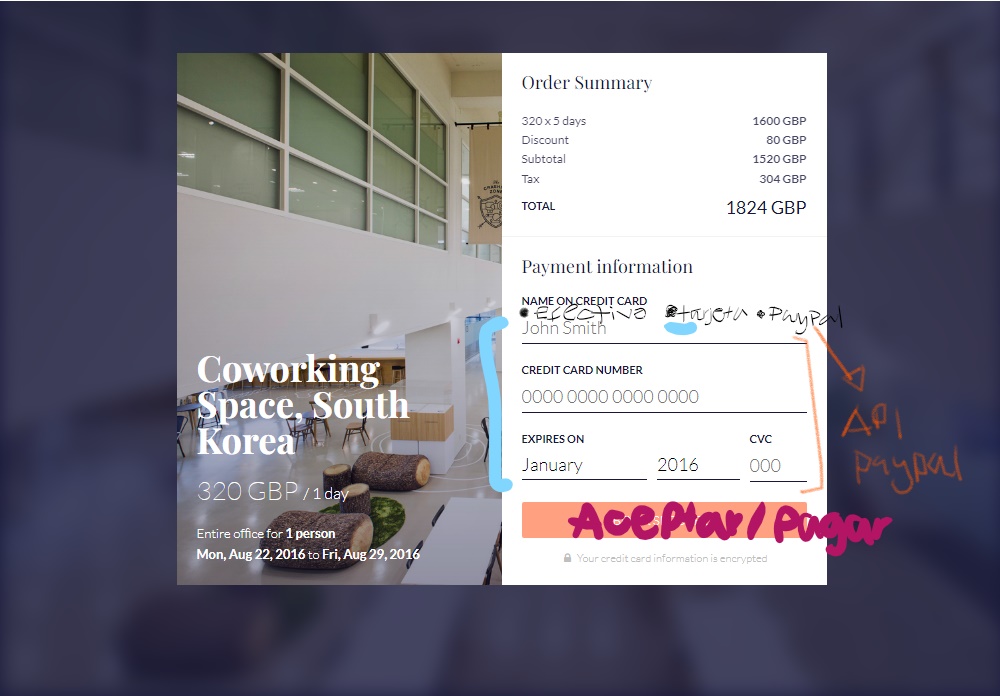 Order Summary
320 x 5 days 1600 GBP
Discount 80 GBP
Subtotal 1520 GBP
Tax 304 GBP
TOTAL 1824 GBP
Payment information
NAME ON CREDIT CARD
• Efectivo • tarjeta • PayPal
John Smith
CREDIT CARD NUMBER
0000 0000 0000 0000
EXPIRES ON CVC
January 2016 000
API
paypal
Aceptar/pagar
Your credit card information is encrypted
Coworking
Space, South
Korea
320 GBP / 1 day
Entire office for 1 person
Mon, Aug 22, 2016 to Fri, Aug 29, 2016